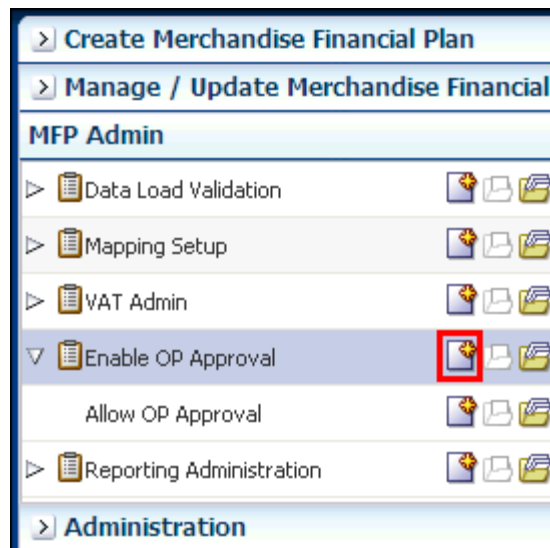 Create Merchandise Financial Plan
Manage / Update Merchandise Financial
MFP Admin
Data Load Validation
Mapping Setup
VAT Admin
Enable OP Approval
Allow OP Approval
Reporting Administration
Administration